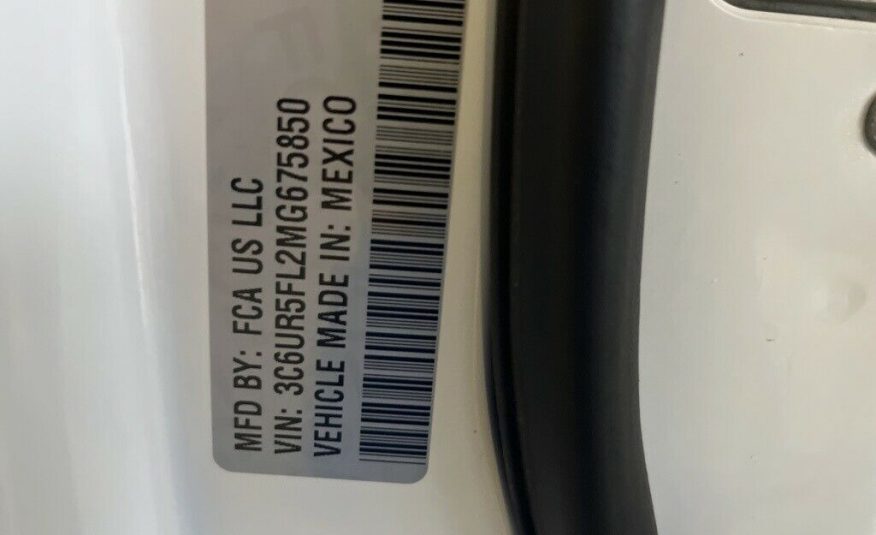 MFD BY: FCA US LLC
VIN: 3C6UR5FL2MG675850
VEHICLE MADE IN: MEXICO